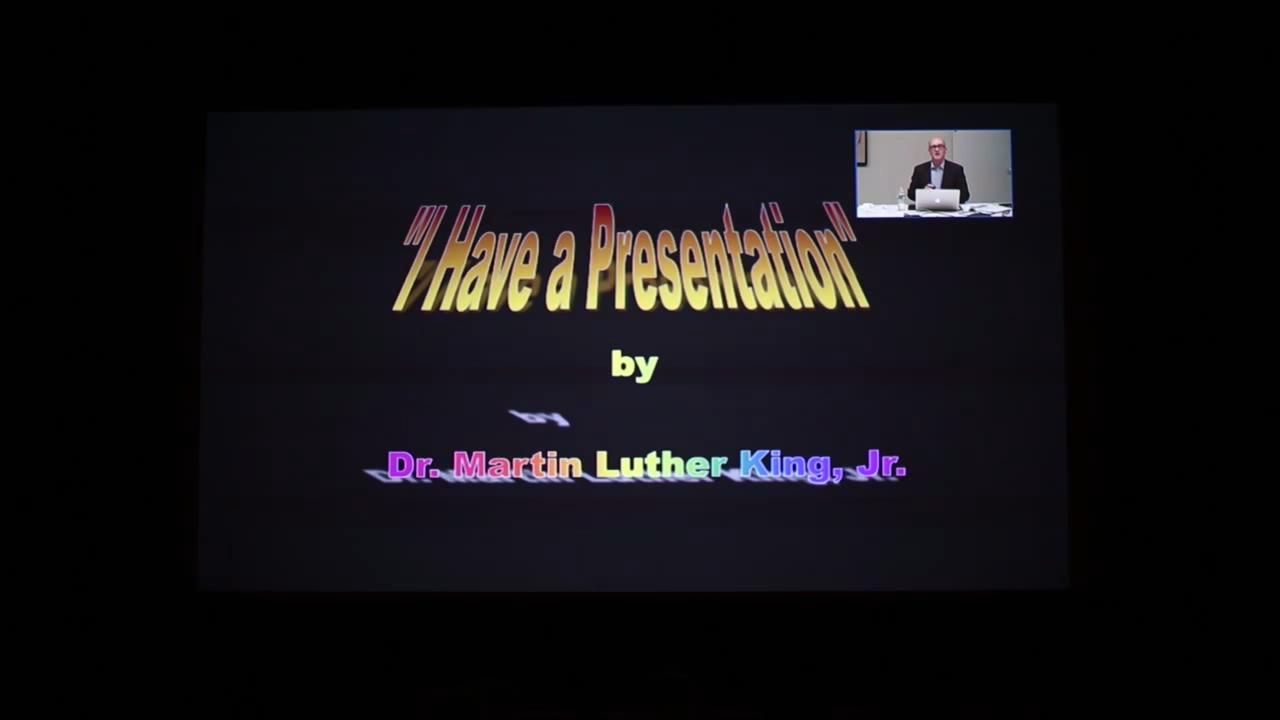 "I Have a Presentation"
by
Dr. Martin Luther King, Jr.